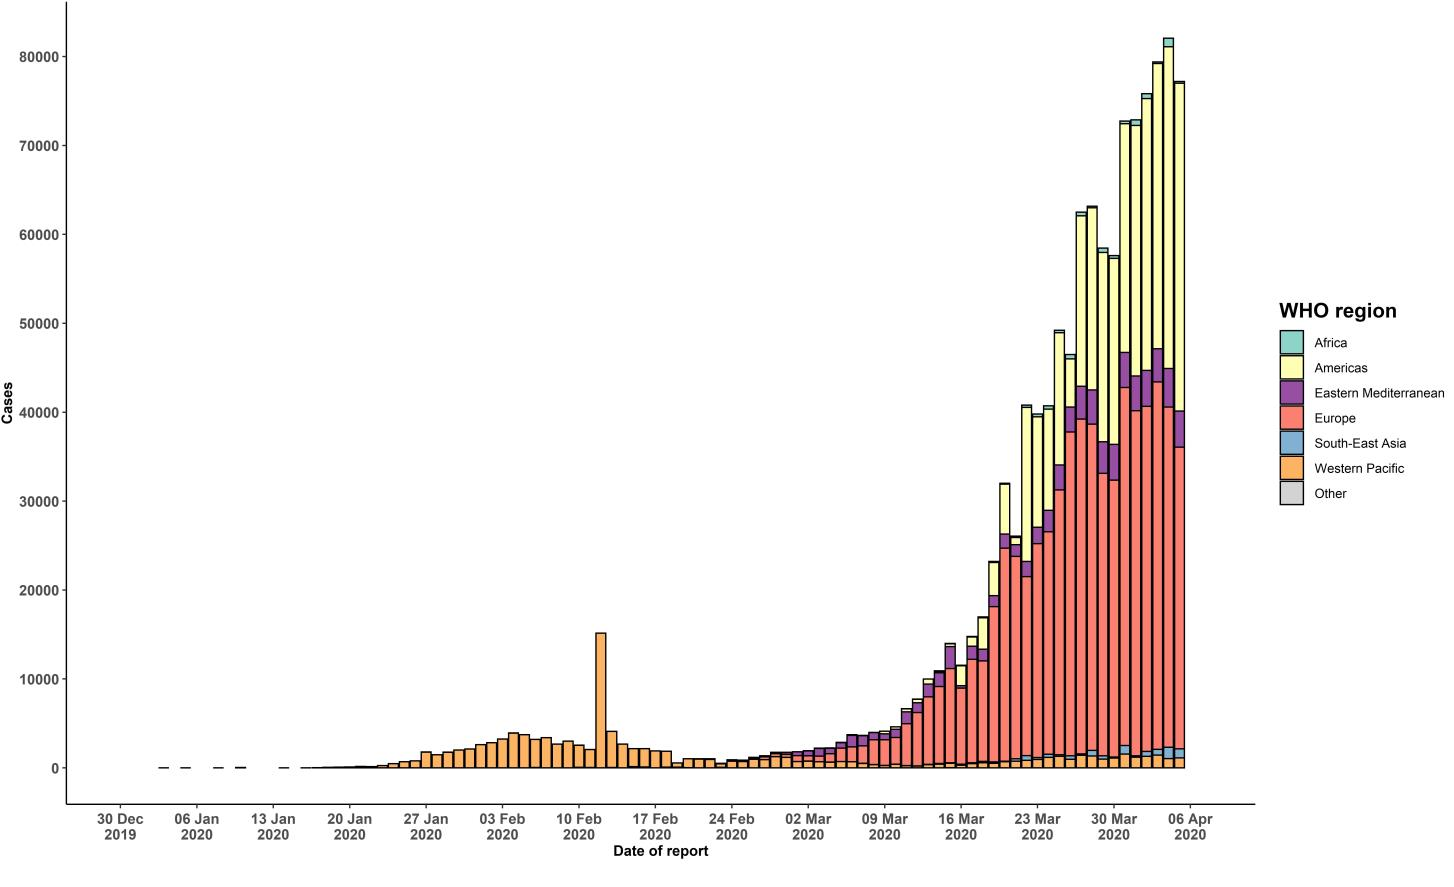 80000
70000
60000
50000
40000
30000
20000
10000
0
Cases
30 Dec 2019
06 Jan 2020
13 Jan 2020
20 Jan 2020
27 Jan 2020
03 Feb 2020
10 Feb 2020
17 Feb 2020
24 Feb 2020
02 Mar 2020
09 Mar 2020
16 Mar 2020
23 Mar 2020
30 Mar 2020
06 Apr 2020
Date of report
WHO region
Africa
Americas
Eastern Mediterranean
Europe
South-East Asia
Western Pacific
Other